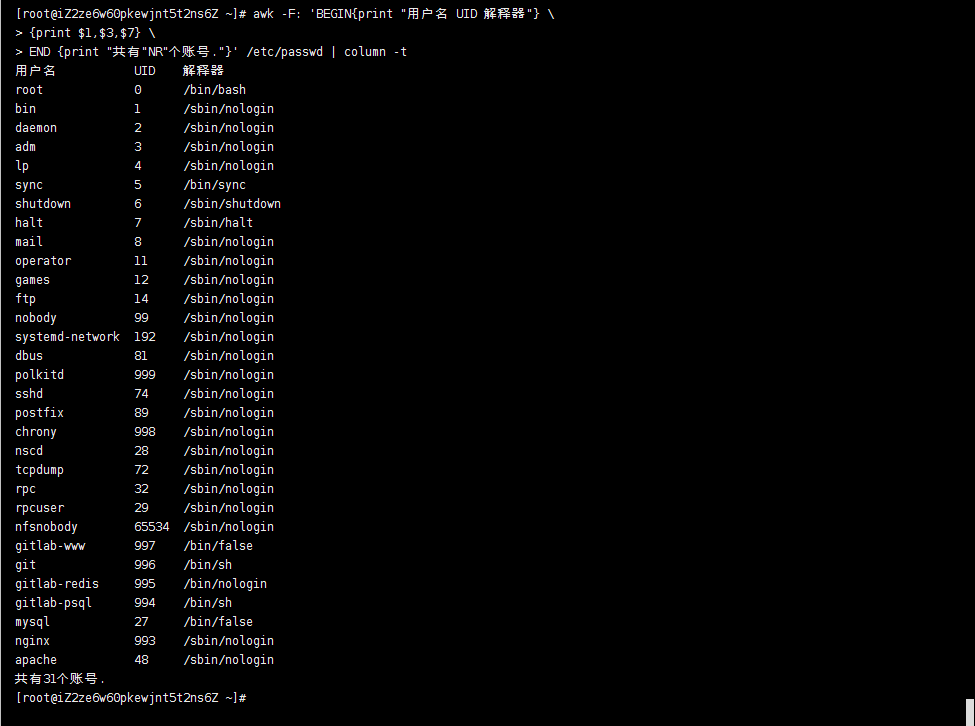 [root@iZ2ze6w60pkewjnt5t2ns6Z ~]# awk -F: 'BEGIN{print "用户名 UID 解释器"} \
> {print $1,$3,$7} \
> END {print "共有"NR"个账号."}' /etc/passwd | column -t
用户名 UID 解释器
root 0 /bin/bash
bin 1 /sbin/nologin
daemon 2 /sbin/nologin
adm 3 /sbin/nologin
lp 4 /sbin/nologin
sync 5 /bin/sync
shutdown 6 /sbin/shutdown
halt 7 /sbin/halt
mail 8 /sbin/nologin
operator 11 /sbin/nologin
games 12 /sbin/nologin
ftp 14 /sbin/nologin
nobody 99 /sbin/nologin
systemd-network 192 /sbin/nologin
dbus 81 /sbin/nologin
polkitd 999 /sbin/nologin
sshd 74 /sbin/nologin
postfix 89 /sbin/nologin
chrony 998 /sbin/nologin
nscd 28 /sbin/nologin
tcpdump 72 /sbin/nologin
rpc 32 /sbin/nologin
rpcuser 29 /sbin/nologin
nfsnobody 65534 /sbin/nologin
gitlab-www 997 /bin/false
git 996 /bin/sh
gitlab-redis 995 /bin/nologin
gitlab-psql 994 /bin/sh
mysql 27 /bin/false
nginx 993 /sbin/nologin
apache 48 /sbin/nologin
共有31个账号.
[root@iZ2ze6w60pkewjnt5t2ns6Z ~]#